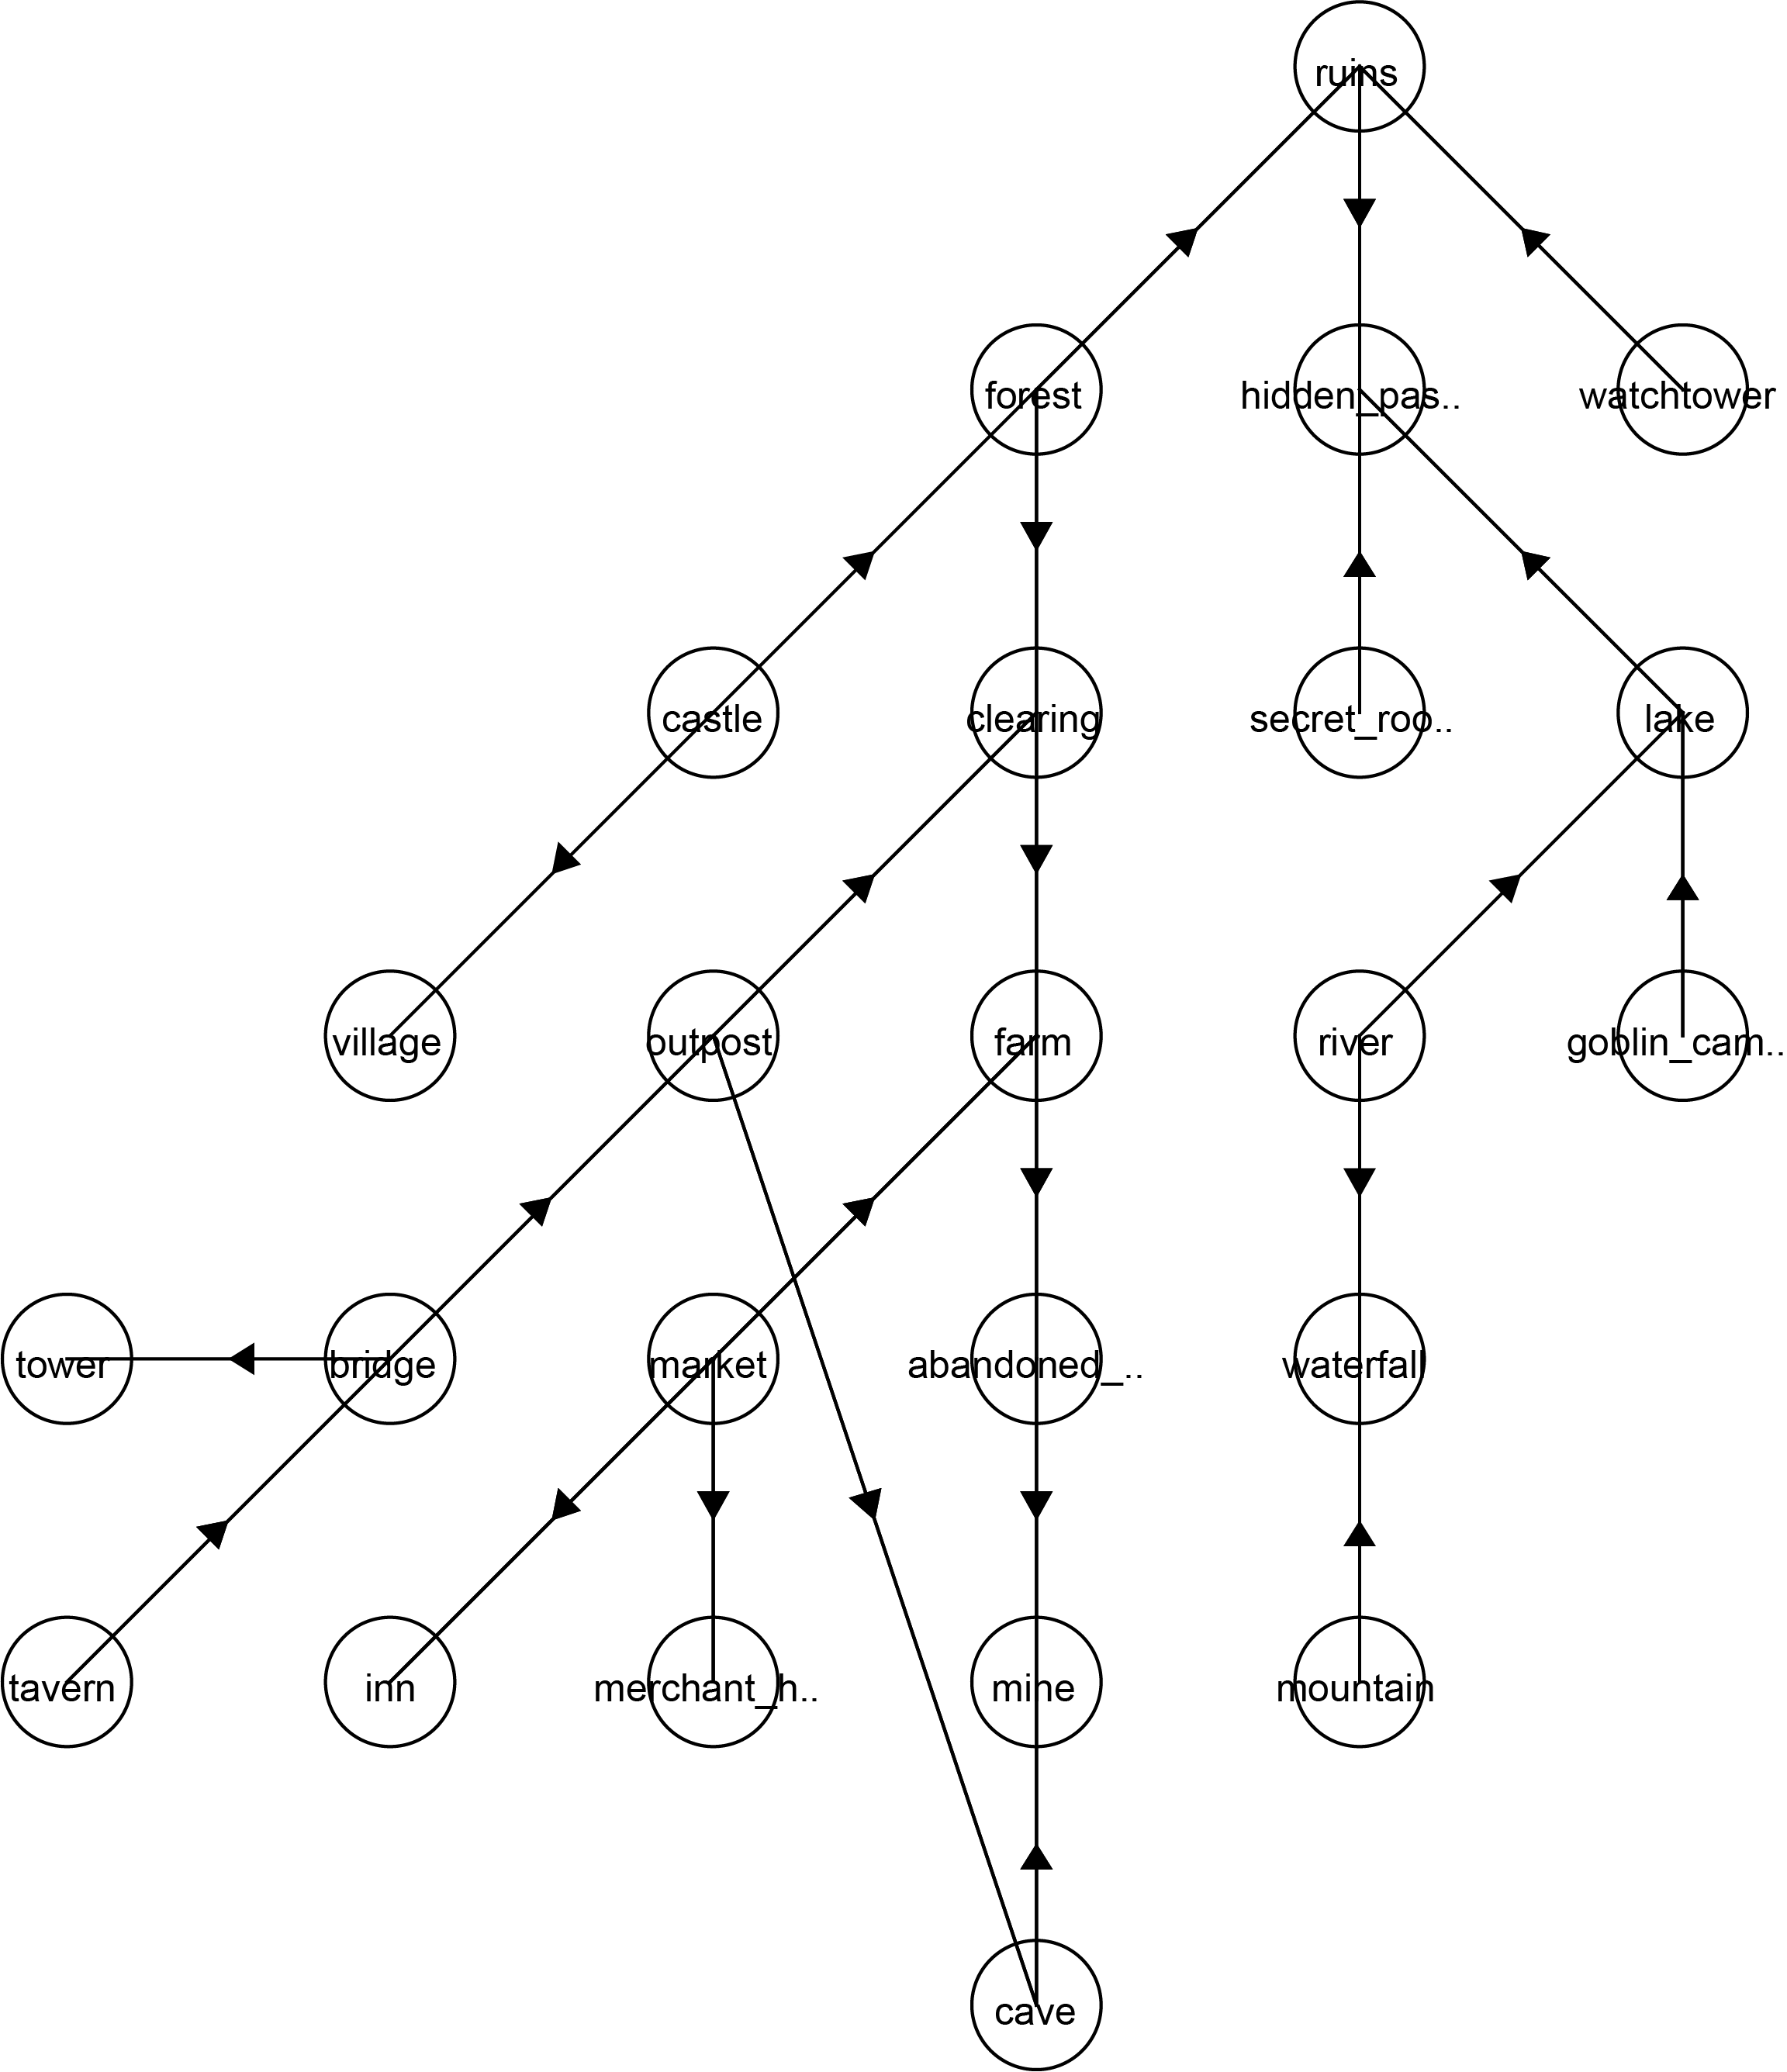 ruins
forest
hidden_pas..
watchtower
castle
clearing
secret_roo..
lake
village
outpost
farm
river
goblin_cam..
tower
bridge
market
abandoned_..
waterfall
tavern
inn
merchant_h..
mine
mountain
cave